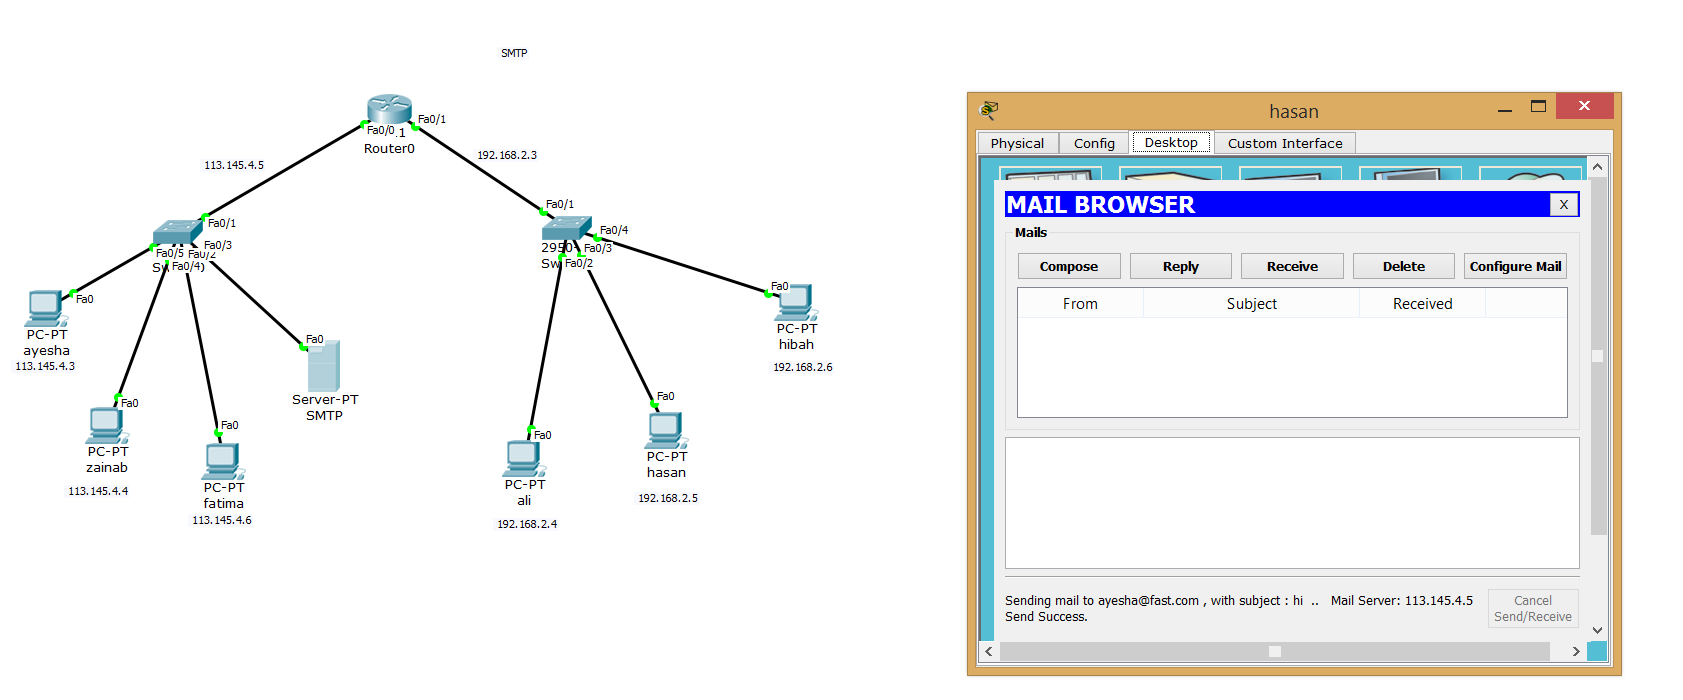 SMTP
Fa0/0
.1
Fa0/1
Router0
113.145.4.5
192.168.2.3
Fa0/1
Fa0/3
Fa0/5
Fa0/2
Fa0/4)
Fa0/1
Fa0/4
2950-
Fa0/3
Sw
Fa0/2
Fa0
PC-PT
ayesha
113.145.4.3
Fa0
PC-PT
zainab
113.145.4.4
Fa0
PC-PT
fatima
113.145.4.6
Fa0
Server-PT
SMTP
Fa0
PC-PT
ali
192.168.2.4
Fa0
PC-PT
hasan
192.168.2.5
Fa0
PC-PT
hibah
192.168.2.6
hasan
Physical Config Desktop Custom Interface
MAIL BROWSER X
Mails
Compose Reply Receive Delete Configure Mail
From Subject Received
Sending mail to ayesha@fast.com , with subject : hi .. Mail Server: 113.145.4.5
Send Success.
Cancel
Send/Receive